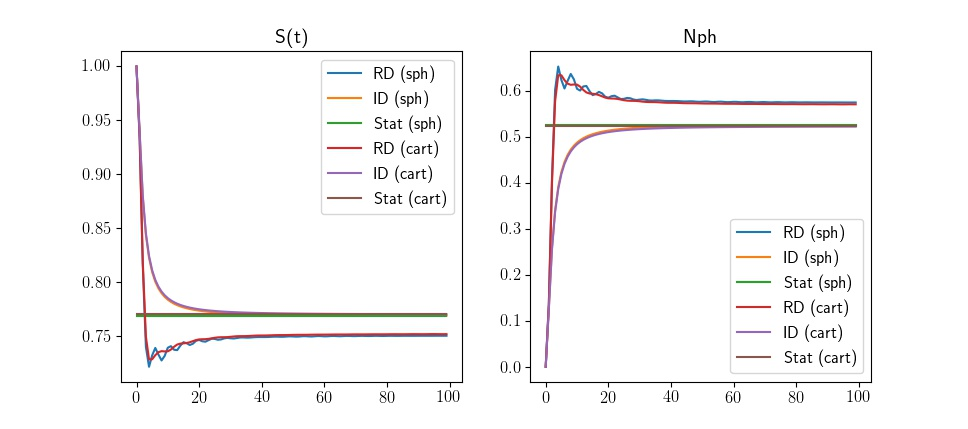 S(t)
1.00
0.95
0.90
0.85
0.80
0.75
0
20
40
60
80
100
RD (sph)
ID (sph)
Stat (sph)
RD (cart)
ID (cart)
Stat (cart)
Nph
0.6
0.5
0.4
0.3
0.2
0.1
0.0
0
20
40
60
80
100
RD (sph)
ID (sph)
Stat (sph)
RD (cart)
ID (cart)
Stat (cart)